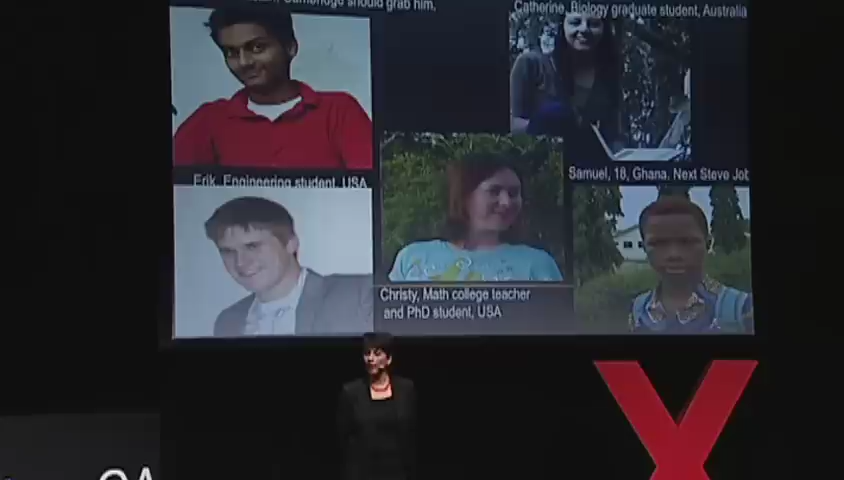 Cambridge should grab him,
Catherine, Biology graduate student, Australia
Erik, Engineering student, USA
Samuel, 18, Ghana. Next Steve Job
Christy, Math college teacher
and PhD student, USA
X